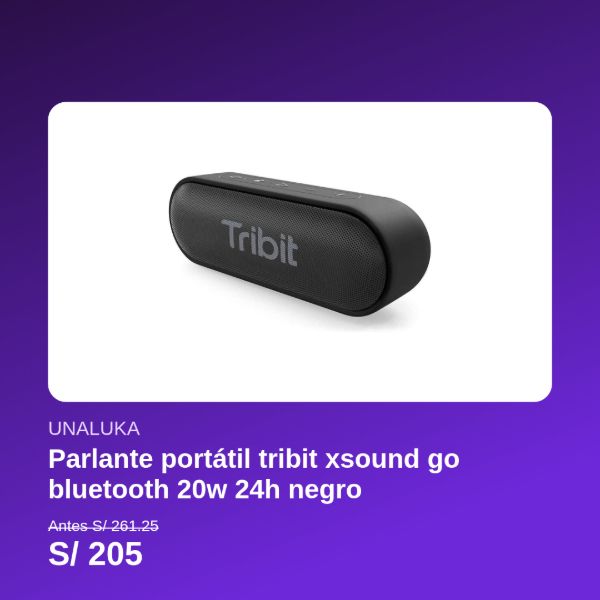 Tribit
UNALUKA
Parlante portátil tribit xsound go
bluetooth 20w 24h negro
Antes S/ 261.25
S/ 205